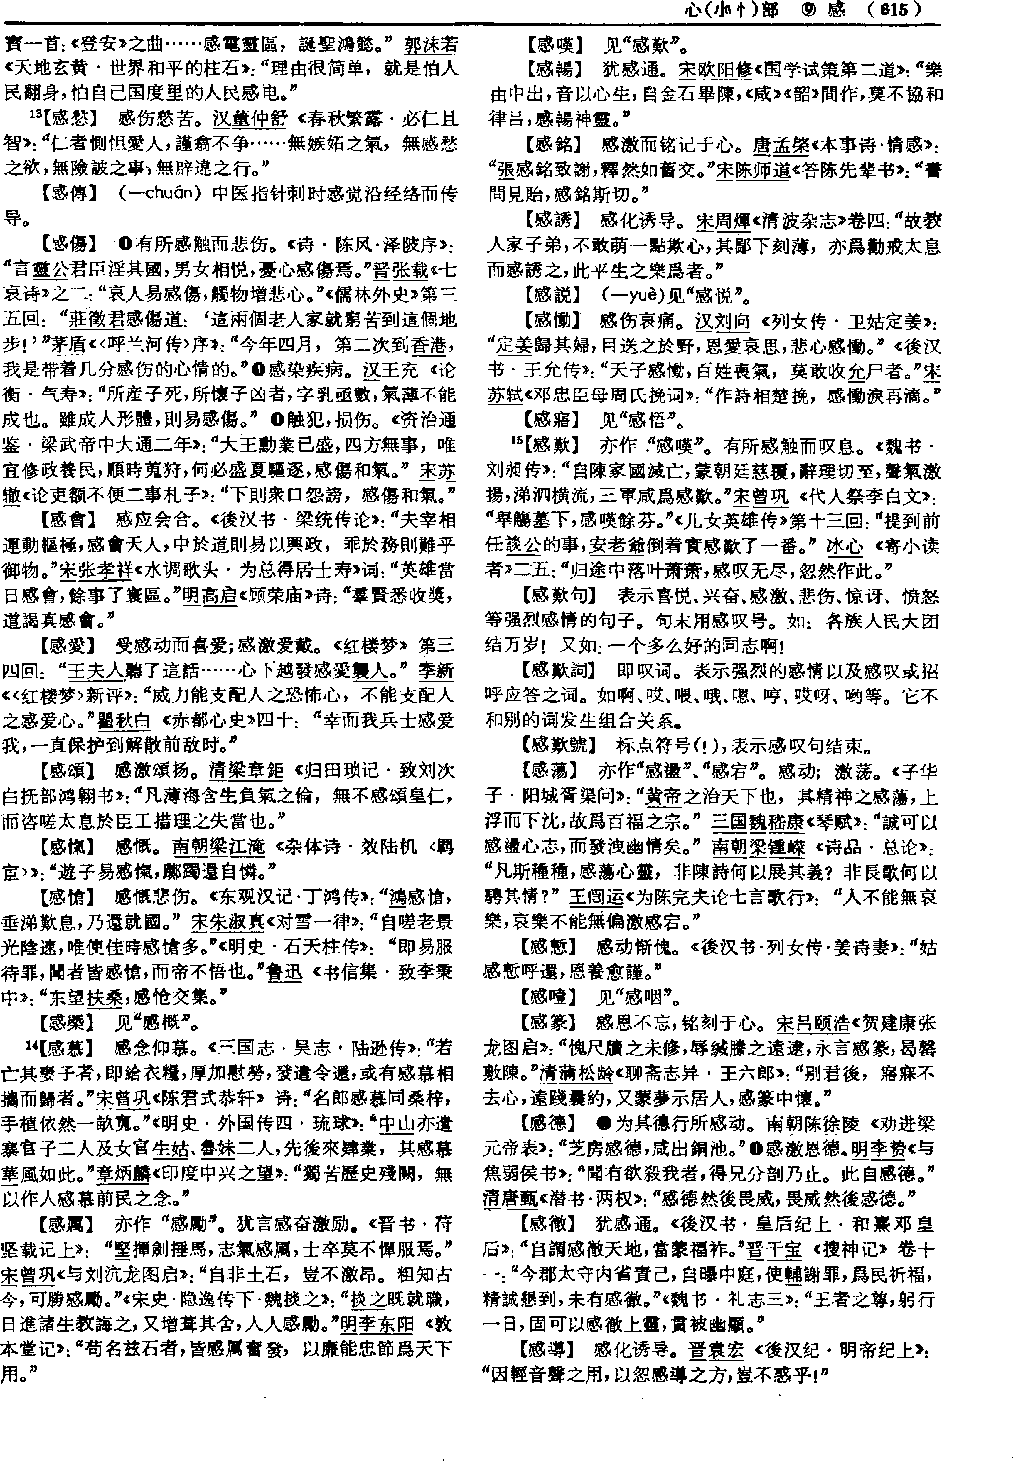 心(小忄)部 ⑨ 感 (615)
寳一首:《登安》之曲……感電靈區,誕聖鴻懿。”郭沫若
《天地玄黄·世界和平的柱石》:“理由很简单,就是怕人
民翻身,怕自己国度里的人民感电。”
13【感愁】 感伤愁苦。汉董仲舒《春秋繁露·必仁且
智》:“仁者憯怛愛人,謹翕不争……無嫉妬之氣,無感愁
之欲,無險詖之事,無辟違之行。”
【感傳】 (—chuán)中医指针刺时感觉沿经络而传
导。
【感傷】 ❶有所感触而悲伤。《诗·陈风·泽陂序》:
“言靈公君臣淫其國,男女相悦,憂心感傷焉。”晋张载《七
哀诗》之二:“哀人易感傷,觸物增悲心。”《儒林外史》第三
五回:“莊徵君感傷道:‘這兩個老人家就窮苦到這個地
步!’”茅盾《〈呼兰河传〉序》:“今年四月,第二次到香港,
我是带着几分感伤的心情的。”❷感染疾病。汉王充《论
衡·气寿》:“所産子死,所懷子凶者,字乳亟數,氣薄不能
成也。雖成人形體,則易感傷。”❸触犯,损伤。《资治通
鉴·梁武帝中大通二年》:“大王勳業已盛,四方無事,唯
宜修政養民,順時蒐狩,何必盛夏驅逐,感傷和氣。”宋苏
辙《论吏额不便二事札子》:“下則衆口怨謗,感傷和氣。”
【感會】 感应会合。《後汉书·梁统传论》:“夫宰相
運動樞極,感會天人,中於道則易以興政,乖於務則難乎
御物。”宋张孝祥《水调歌头·为总得居士寿》词:“英雄當
日感會,餘事了寰區。”明高启《顾荣庙》诗:“羣賢悉收獎,
道謁真感會。”
【感愛】 受感动而喜爱;感激爱戴。《红楼梦》第三
四回:“王夫人聽了這話……心下越發感愛襲人。”季新
《〈红楼梦〉新评》:“威力能支配人之恐怖心,不能支配人
之感爱心。”瞿秋白《赤都心史》四十:“幸而我兵士感爱
我,一直保护到解散前敌时。”
【感頌】 感激頌扬。清梁章鉅《归田琐记·致刘次
白抚部鸿翱书》:“凡薄海含生負氣之倫,無不感頌皇仁,
而咨嗟太息於臣工措理之失當也。”
【感愾】 感慨。南朝梁江淹《杂体诗·效陆机〈羁
宦〉》:“遊子易感愾,躑躅還自憐。”
【感愴】 感慨悲伤。《东观汉记·丁鸿传》:“鴻感愴,
垂涕歎息,乃還就國。”宋朱淑真《对雪一律》:“自嗟老景
光陰速,唯使佳時感愴多。”《明史·石天柱传》:“即易服
待罪,聞者皆感愴,而帝不悟也。”鲁迅《书信集·致李秉
中》:“东望扶桑,感怆交集。”
【感槩】 见“感概”。
14【感慕】 感念仰慕。《三国志·吴志·陆逊传》:“若
亡其妻子者,即給衣糧,厚加慰勞,發遣令還,或有感慕相
攜而歸者。”宋曾巩《陈君式恭轩》诗:“名郎感慕同桑梓,
手植依然一畝寬。”《明史·外国传四·琉球》:“中山亦遣
寨官子二人及女官生姑、魯妹二人,先後來肄業,其感慕
華風如此。”章炳麟《印度中兴之望》:“獨苦歷史殘闕,無
以作人感慕前民之念。”
【感厲】 亦作“感勵”。犹言感奋激励。《晋书·苻
坚载记上》:“堅揮劍捶馬,志氣感厲,士卒莫不憚服焉。”
宋曾巩《与刘沆龙图启》:“自非土石,豈不激昂。粗知古
今,可勝感勵。”《宋史·隐逸传下·魏掞之》:“掞之既就職,
日進諸生教誨之,又增葺其舍,人人感勵。”明李东阳《教
本堂记》:“苟名兹石者,皆感厲奮發,以廉能忠節爲天下
用。”
【感嘆】 见“感歎”。
【感暢】 犹感通。宋欧阳修《国学试策第二道》:“樂
由中出,音以心生,自金石畢陳,《咸》《韶》間作,莫不協和
律吕,感暢神靈。”
【感銘】 感激而铭记于心。唐孟棨《本事诗·情感》:
“張感銘致謝,釋然如舊交。”宋陈师道《答陈先辈书》:“書
問見貽,感銘斯切。”
【感誘】 感化诱导。宋周煇《清波杂志》卷四:“故教
人家子弟,不敢萌一點欺心,其鄙下刻薄,亦爲勸戒太息
而感誘之,此平生之樂爲者。”
【感説】 (—yuè)见“感悦”。
【感慟】 感伤哀痛。汉刘向《列女传·卫姑定姜》:
“定姜歸其婦,目送之於野,恩愛哀思,悲心感慟。”《後汉
书·王允传》:“天子感慟,百姓喪氣,莫敢收允尸者。”宋
苏轼《邓忠臣母周氏挽词》:“作詩相楚挽,感慟淚再滴。”
【感寤】 见“感悟”。
15【感歎】 亦作“感嘆”。有所感触而叹息。《魏书·
刘昶传》:“自陳家國滅亡,蒙朝廷慈覆,辭理切至,聲氣激
揚,涕泗横流,三軍咸爲感歎。”宋曾巩《代人祭李白文》:
“舉觴墓下,感嘆餘芬。”《儿女英雄传》第十三回:“提到前
任談公的事,安老爺倒着實感歎了一番。”冰心《寄小读
者》二五:“归途中落叶萧萧,感叹无尽,忽然作此。”
【感歎句】 表示喜悦、兴奋、感激、悲伤、惊讶、愤怒
等强烈感情的句子。句末用感叹号。如:各族人民大团
结万岁!又如:一个多么好的同志啊!
【感歎詞】 即叹词。表示强烈的感情以及感叹或招
呼应答之词。如啊、哎、喂、哦、嗯、哼、哎呀、哟等。它不
和别的词发生组合关系。
【感歎號】 标点符号(!),表示感叹句结束。
【感蕩】 亦作“感盪”、“感宕”。感动;激荡。《子华
子·阳城胥渠问》:“黄帝之治天下也,其精神之感蕩,上
浮而下沈,故爲百福之宗。”三国魏嵇康《琴赋》:“誠可以
感盪心志,而發洩幽情矣。”南朝梁锺嵘《诗品·总论》:
“凡斯種種,感蕩心靈,非陳詩何以展其義?非長歌何以
騁其情?”王闿运《为陈完夫论七言歌行》:“人不能無哀
樂,哀樂不能無偏激感宕。”
【感慙】 感动惭愧。《後汉书·列女传·姜诗妻》:“姑
感慙呼還,恩養愈謹。”
【感噎】 见“感咽”。
【感篆】 感恩不忘,铭刻于心。宋吕颐浩《贺建康张
龙图启》:“愧尺牘之未修,辱緘縢之遠逮,永言感篆,曷罄
敷陳。”清蒲松龄《聊斋志异·王六郎》:“别君後,寤寐不
去心,遠踐曩約,又蒙夢示居人,感篆中懷。”
【感德】 ❶为其德行所感动。南朝陈徐陵《劝进梁
元帝表》:“芝房感德,咸出銅池。”❷感激恩德。明李贽《与
焦弱侯书》:“聞有欲殺我者,得兄分剖乃止。此自感德。”
清唐甄《潜书·两权》:“感德然後畏威,畏威然後感德。”
【感徹】 犹感通。《後汉书·皇后纪上·和熹邓皇
后》:“自謂感徹天地,當蒙福祚。”晋干宝《搜神记》卷十
一:“今郡太守内省責己,自曝中庭,使輔謝罪,爲民祈福,
精誠懇到,未有感徹。”《魏书·礼志三》:“王者之尊,躬行
一日,固可以感徹上靈,貫被幽顯。”
【感導】 感化诱导。晋袁宏《後汉纪·明帝纪上》:
“因輕音聲之用,以忽感導之方,豈不惑乎!”